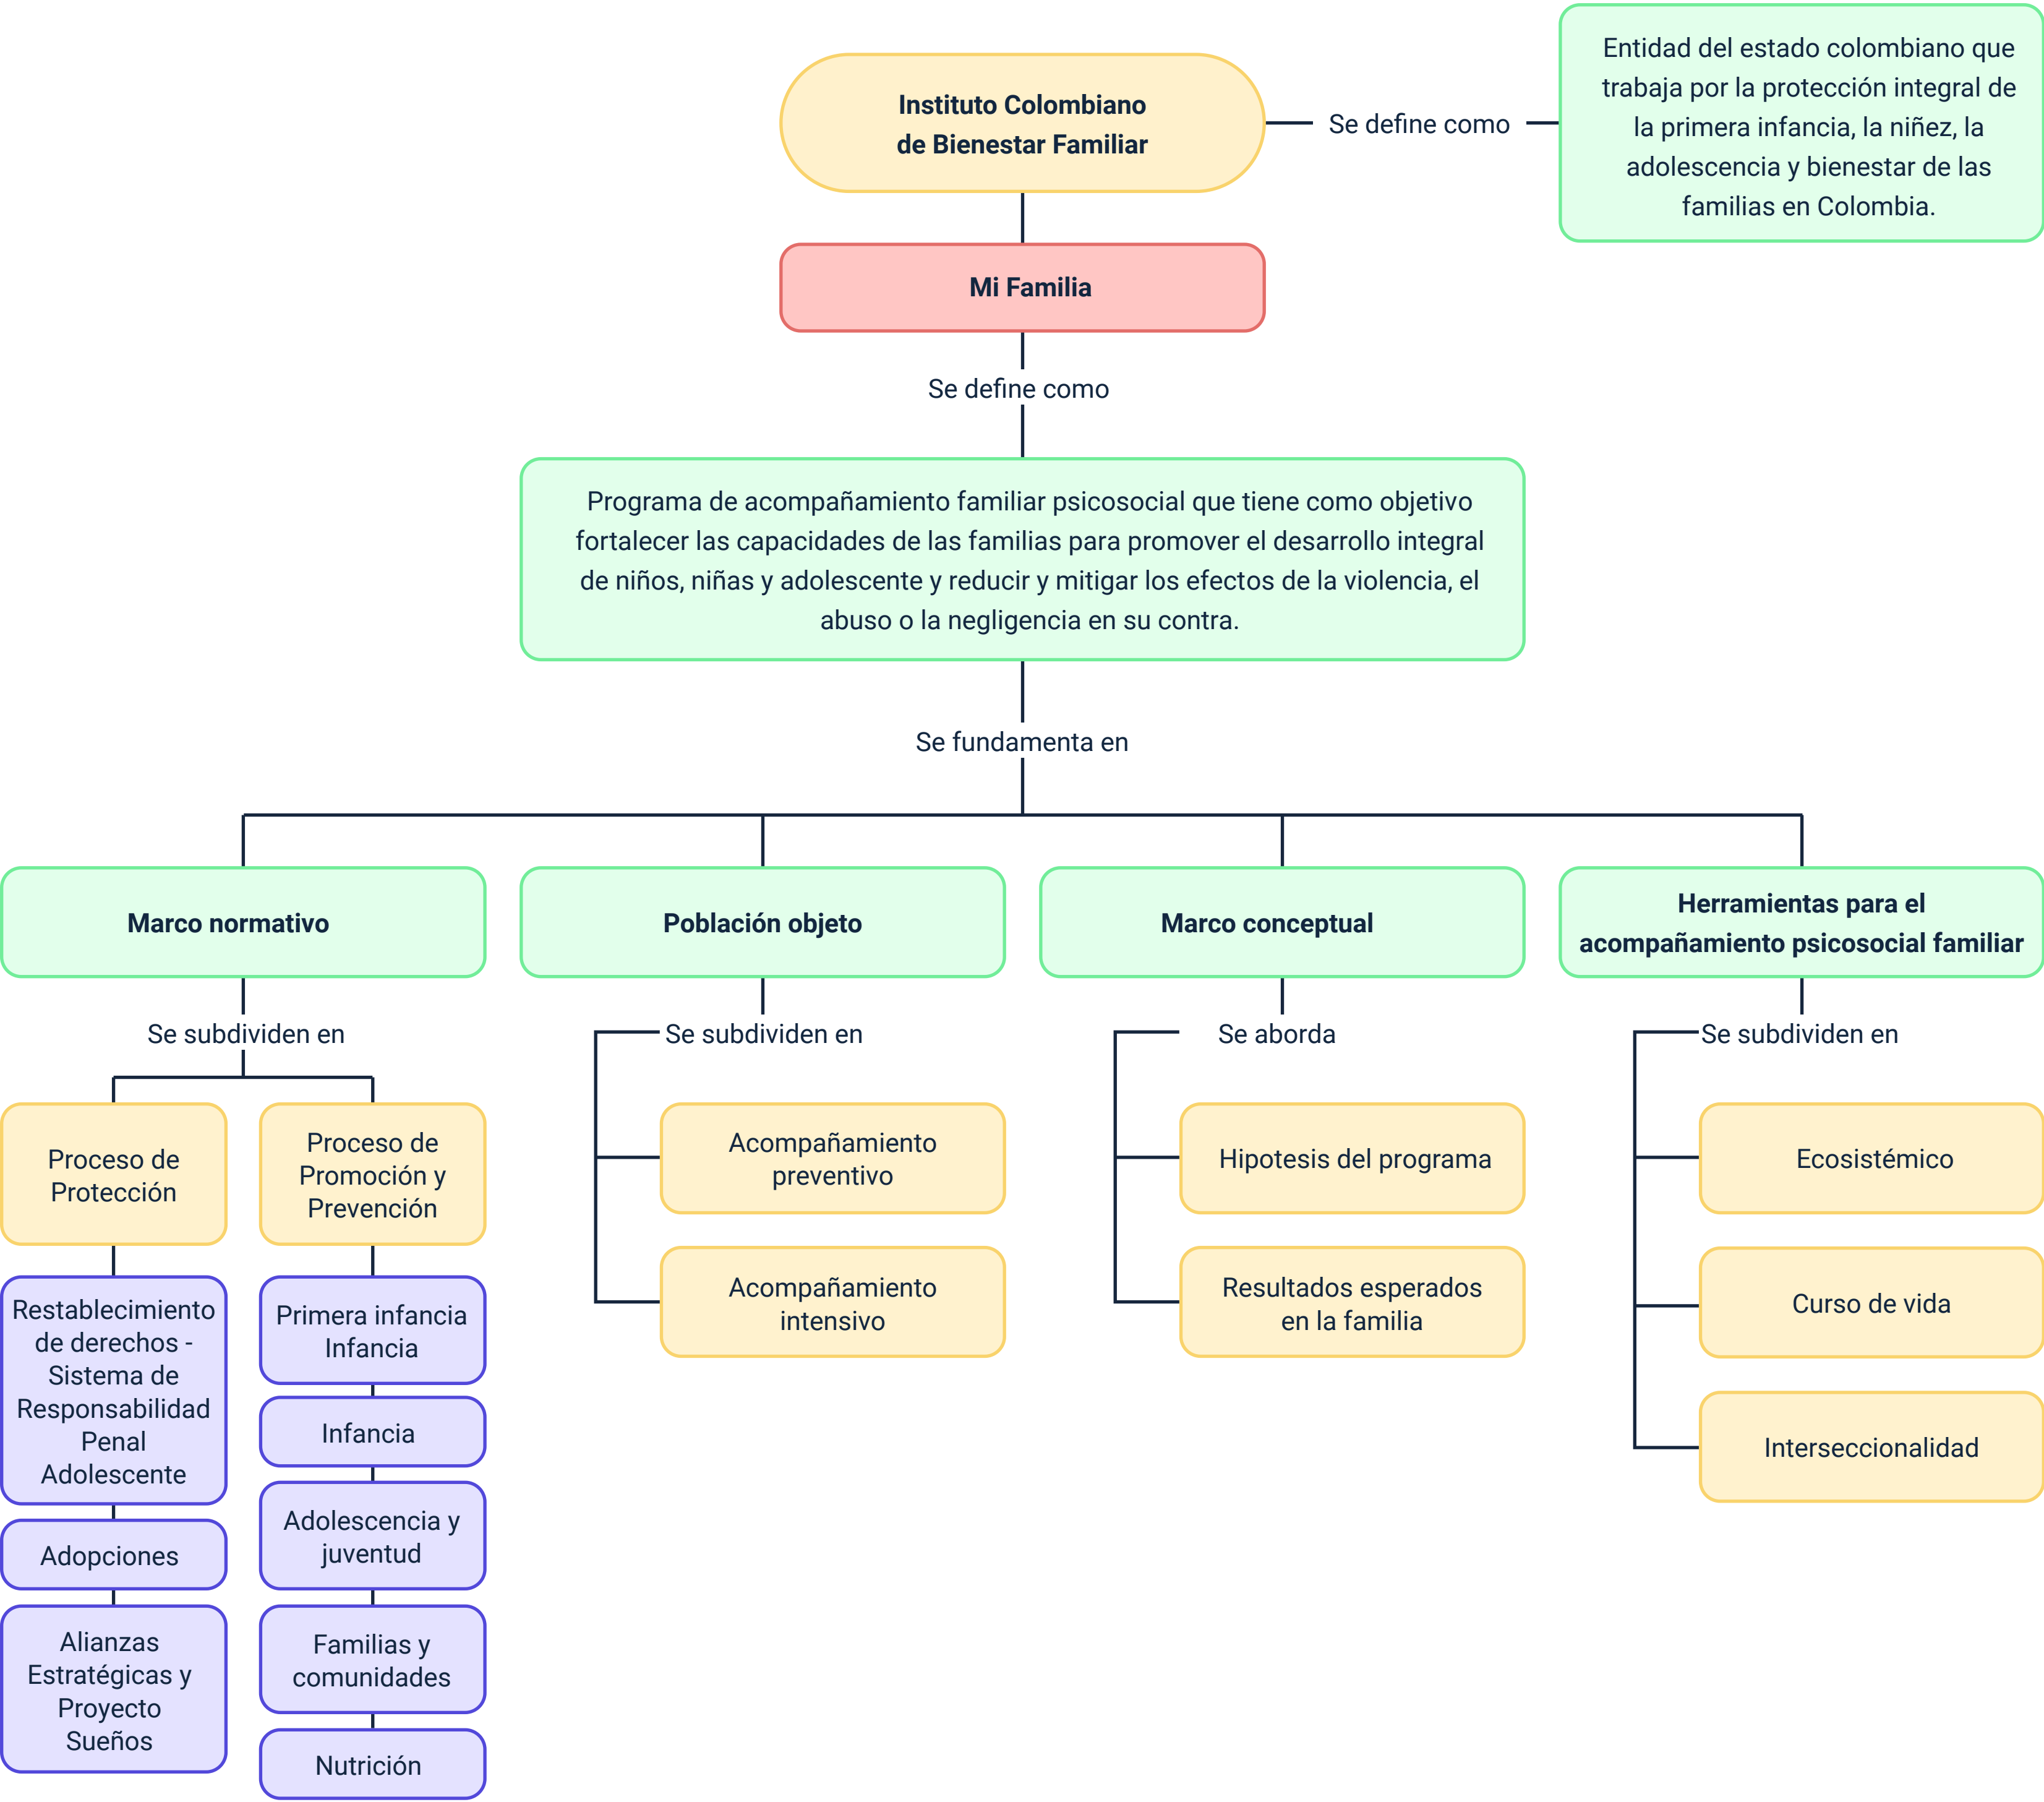 Instituto Colombiano
de Bienestar Familiar
Se define como
Entidad del estado colombiano que
trabaja por la protección integral de
la primera infancia, la niñez, la
adolescencia y bienestar de las
familias en Colombia.
Mi Familia
Se define como
Programa de acompañamiento familiar psicosocial que tiene como objetivo
fortalecer las capacidades de las familias para promover el desarrollo integral
de niños, niñas y adolescente y reducir y mitigar los efectos de la violencia, el
abuso o la negligencia en su contra.
Se fundamenta en
Marco normativo
Se subdividen en
Proceso de
Protección
Restablecimiento
de derechos -
Sistema de
Responsabilidad
Penal
Adolescente
Adopciones
Alianzas
Estratégicas y
Proyecto
Sueños
Proceso de
Promoción y
Prevención
Primera infancia
Infancia
Infancia
Adolescencia y
juventud
Familias y
comunidades
Nutrición
Población objeto
Se subdividen en
Acompañamiento
preventivo
Acompañamiento
intensivo
Marco conceptual
Se aborda
Hipotesis del programa
Resultados esperados
en la familia
Herramientas para el
acompañamiento psicosocial familiar
Se subdividen en
Ecosistémico
Curso de vida
Interseccionalidad